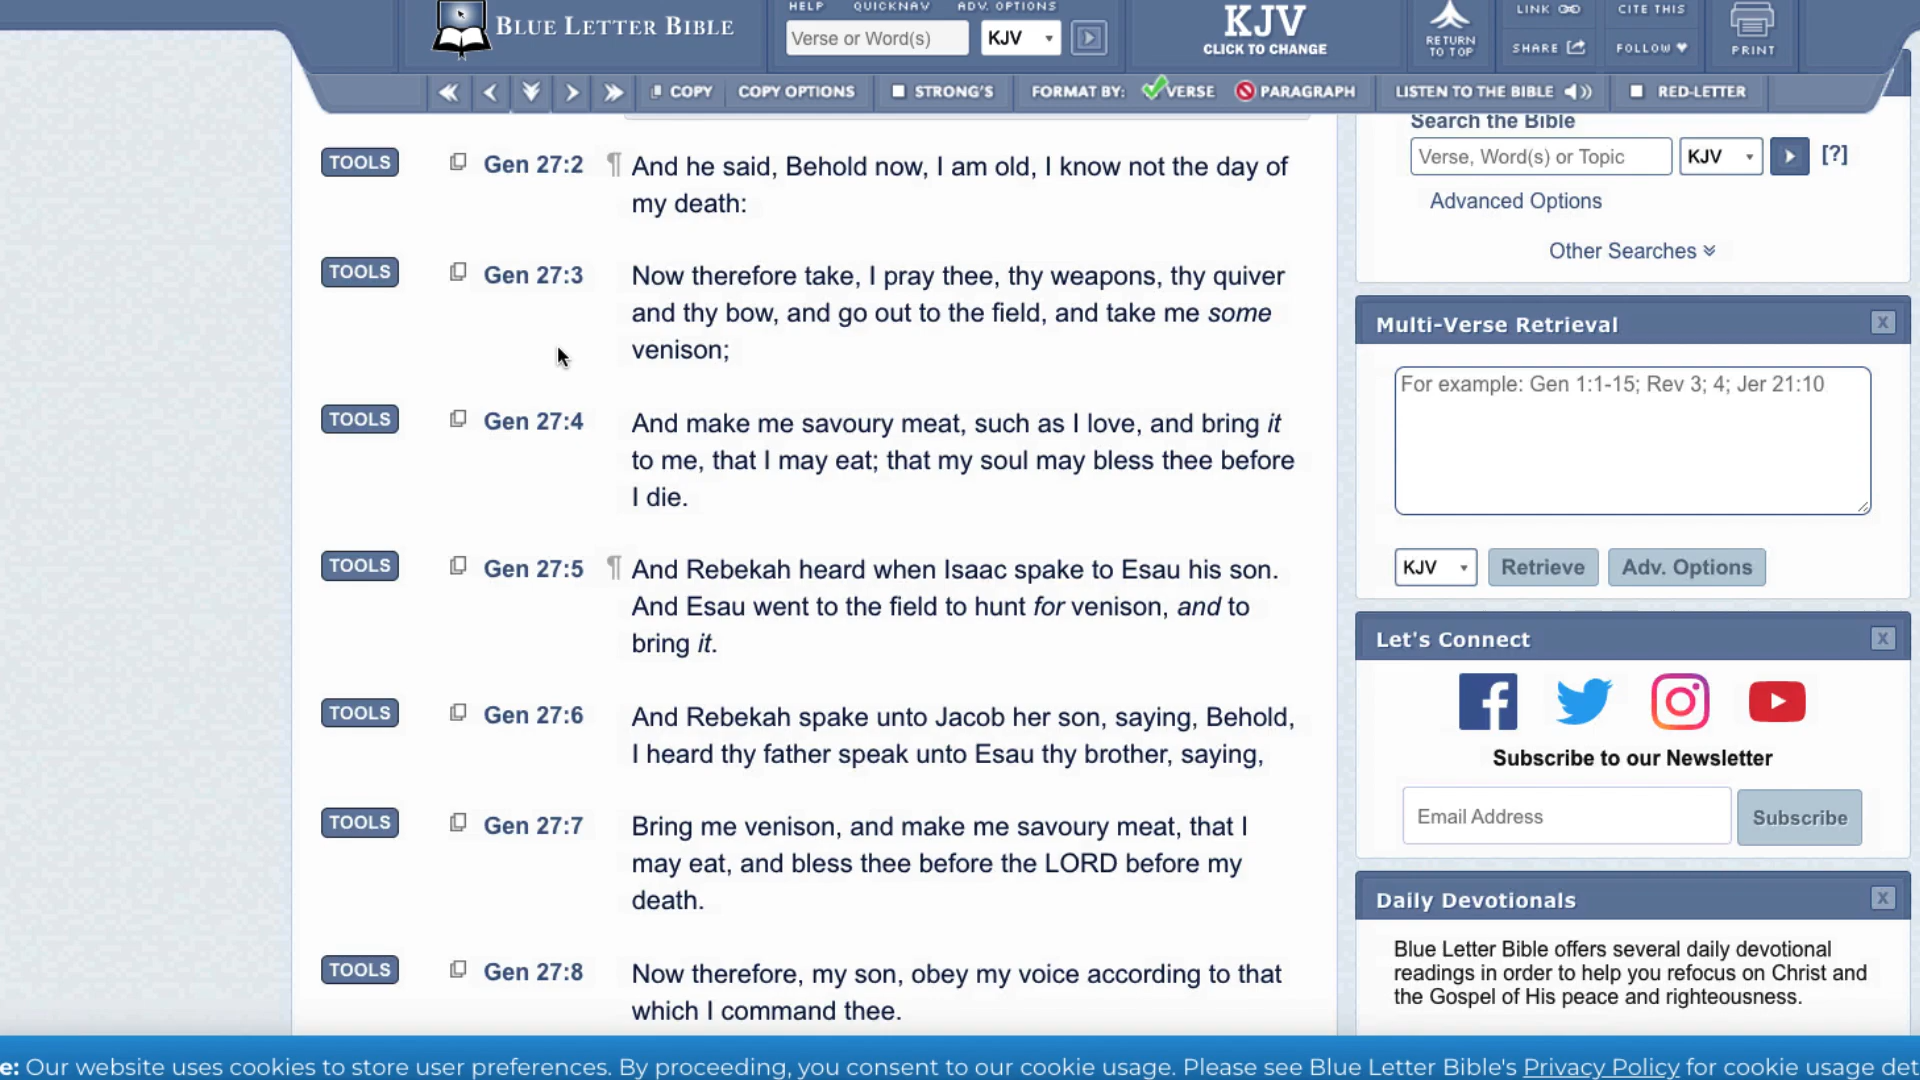 BLUE LETTER BIBLE
HELP QUICKNAV ADV. OPTIONS
Verse or Word(s) KJV
KJV
CLICK TO CHANGE
RETURN
TO TOP
LINK
SHARE
CITE THIS
FOLLOW
PRINT
COPY COPY OPTIONS STRONG'S FORMAT BY: VERSE PARAGRAPH LISTEN TO THE BIBLE RED-LETTER
TOOLS Gen 27:2 ¶ And he said, Behold now, I am old, I know not the day of
my death:
TOOLS Gen 27:3 Now therefore take, I pray thee, thy weapons, thy quiver
and thy bow, and go out to the field, and take me some
venison;
TOOLS Gen 27:4 And make me savoury meat, such as I love, and bring it
to me, that I may eat; that my soul may bless thee before
I die.
TOOLS Gen 27:5 ¶ And Rebekah heard when Isaac spake to Esau his son.
And Esau went to the field to hunt for venison, and to
bring it.
TOOLS Gen 27:6 And Rebekah spake unto Jacob her son, saying, Behold,
I heard thy father speak unto Esau thy brother, saying,
TOOLS Gen 27:7 Bring me venison, and make me savoury meat, that I
may eat, and bless thee before the LORD before my
death.
TOOLS Gen 27:8 Now therefore, my son, obey my voice according to that
which I command thee.
Search the Bible
Verse, Word(s) or Topic KJV [?]
Advanced Options
Other Searches
Multi-Verse Retrieval X
For example: Gen 1:1-15; Rev 3; 4; Jer 21:10
KJV Retrieve Adv. Options
Let's Connect X
Subscribe to our Newsletter
Email Address Subscribe
Daily Devotionals X
Blue Letter Bible offers several daily devotional
readings in order to help you refocus on Christ and
the Gospel of His peace and righteousness.
e: Our website uses cookies to store user preferences. By proceeding, you consent to our cookie usage. Please see Blue Letter Bible's Privacy Policy for cookie usage det